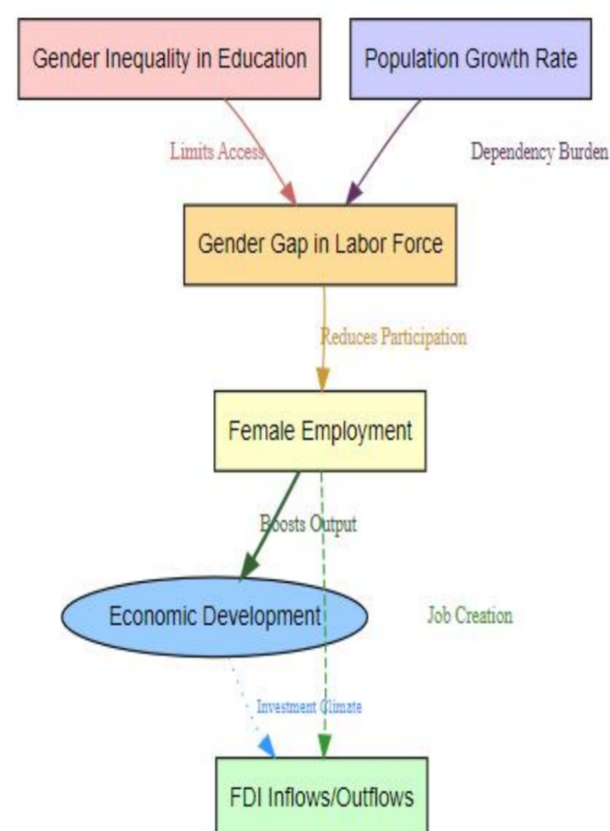 Gender Inequality in Education
Population Growth Rate
Limits Access
Dependency Burden
Gender Gap in Labor Force
Reduces Participation
Female Employment
Boosts Output
Economic Development
Job Creation
Investment Climate
FDI Inflows/Outflows